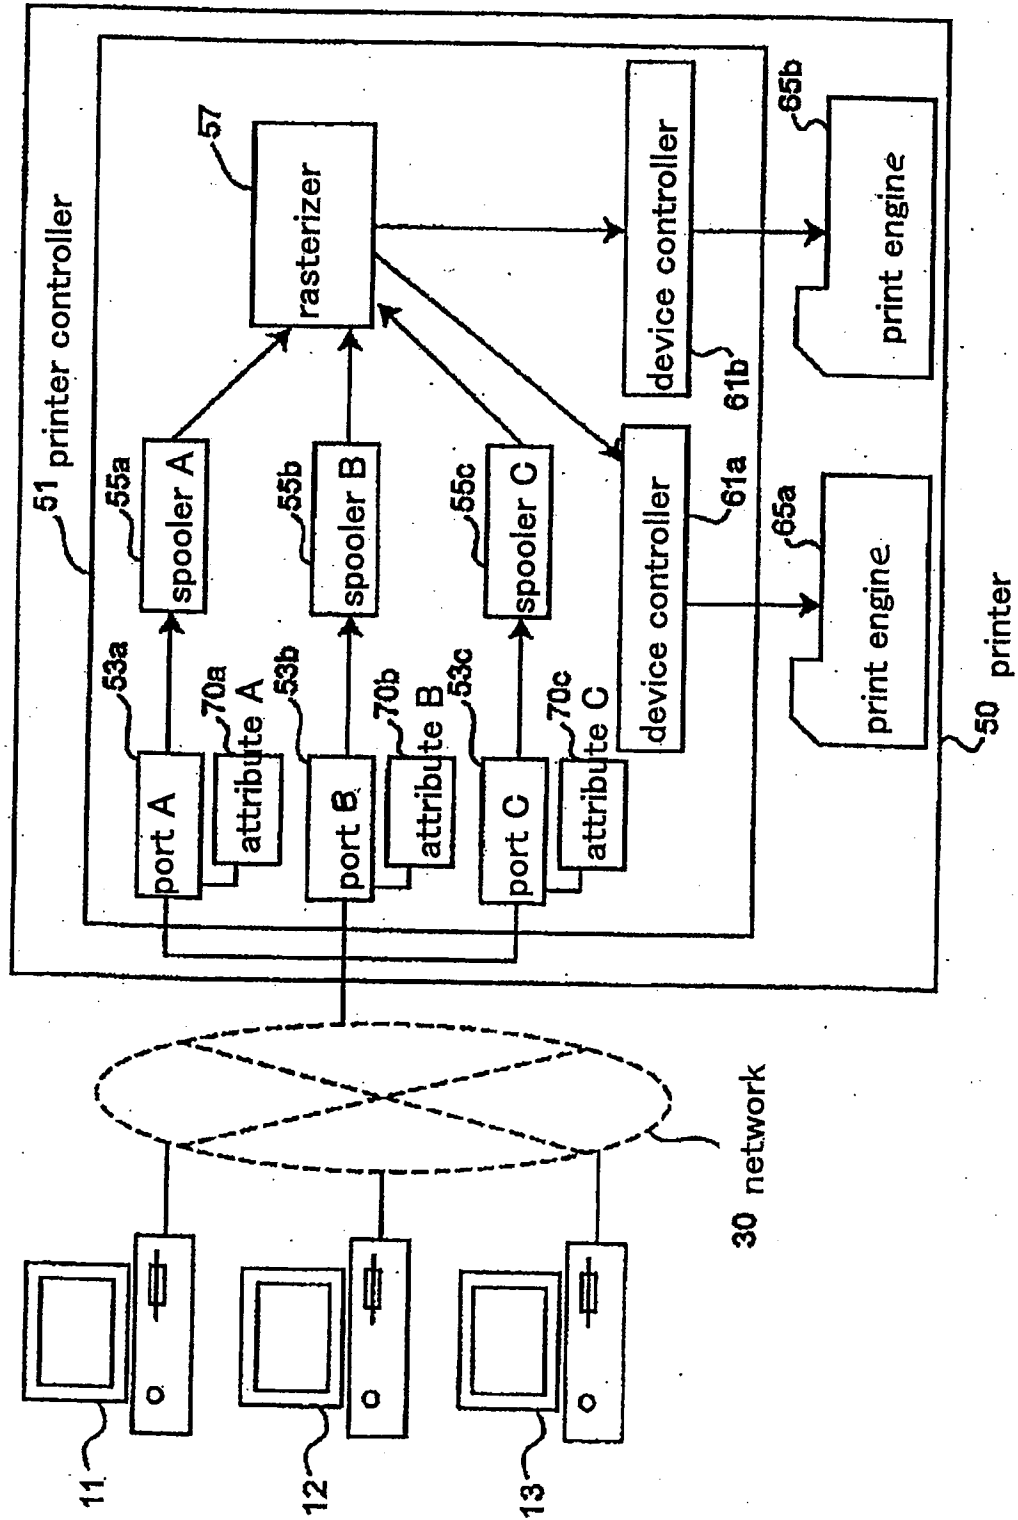 11
12
13
30 network
50 printer
51 printer controller
53a
port A
70a
attribute A
55a
spooler A
53b
port B
70b
attribute B
55b
spooler B
53c
port C
70c
attribute C
55c
spooler C
57
rasterizer
device controller
61a
device controller
61b
65a
print engine
65b
print engine